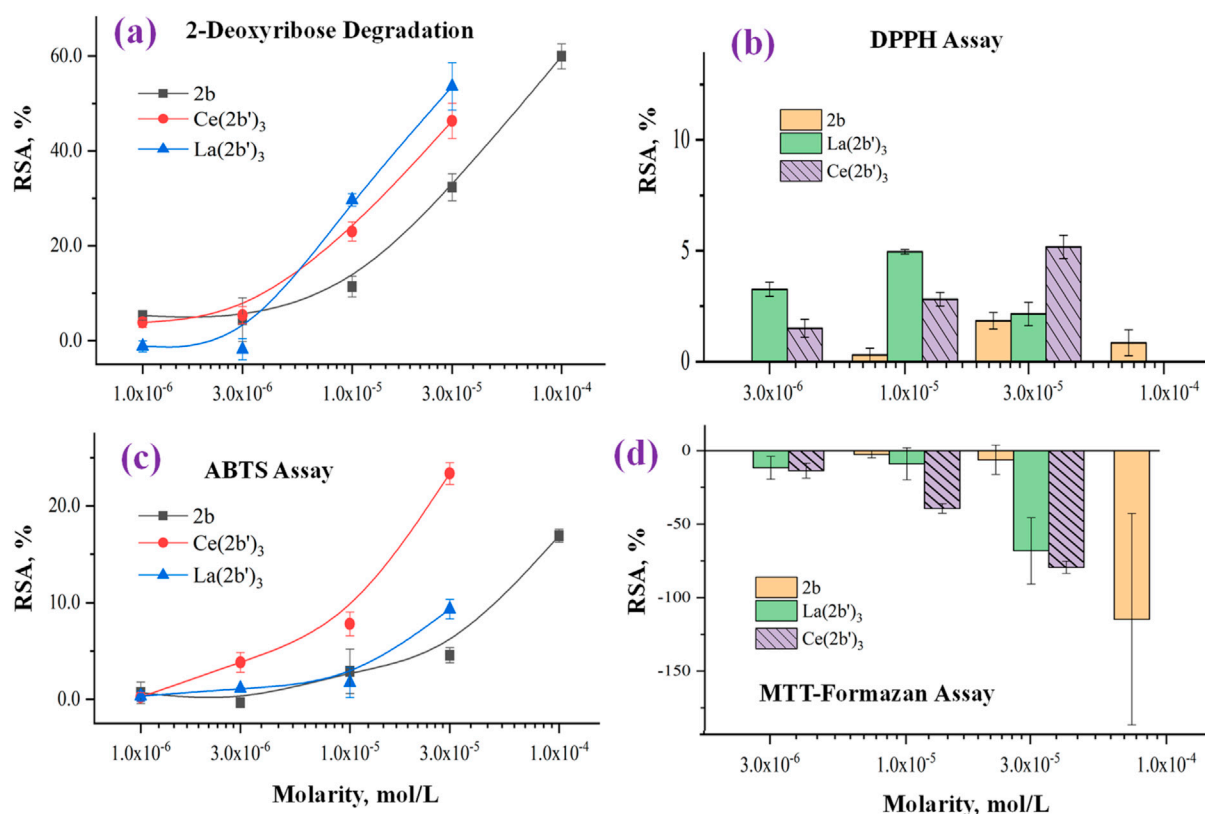 (a)
2-Deoxyribose Degradation
60.0
40.0
20.0
0.0
RSA, %
2b
Ce(2b')₃
La(2b')₃
1.0x10⁻⁶
3.0x10⁻⁶
1.0x10⁻⁵
3.0x10⁻⁵
1.0x10⁻⁴
(b)
DPPH Assay
10
5
0
RSA, %
2b
La(2b')₃
Ce(2b')₃
3.0x10⁻⁶
1.0x10⁻⁵
3.0x10⁻⁵
1.0x10⁻⁴
(c)
ABTS Assay
20.0
10.0
0.0
RSA, %
2b
Ce(2b')₃
La(2b')₃
1.0x10⁻⁶
3.0x10⁻⁶
1.0x10⁻⁵
3.0x10⁻⁵
1.0x10⁻⁴
Molarity, mol/L
(d)
0
-50
-100
-150
RSA, %
2b
La(2b')₃
Ce(2b')₃
MTT-Formazan Assay
3.0x10⁻⁶
1.0x10⁻⁵
3.0x10⁻⁵
1.0x10⁻⁴
Molarity, mol/L